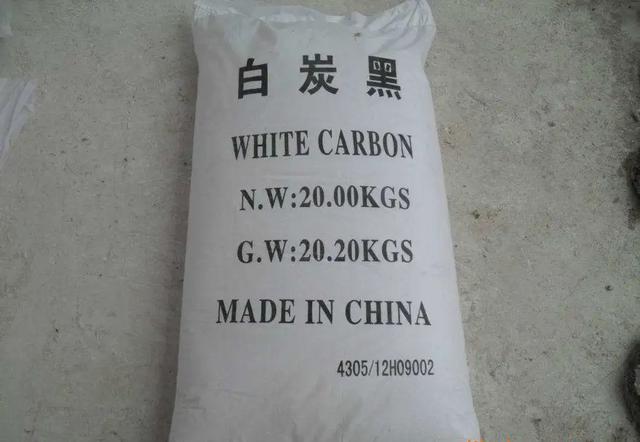 白炭黑
WHITE CARBON
N.W:20.00KGS
G.W:20.20KGS
MADE IN CHINA
4305/12H09002